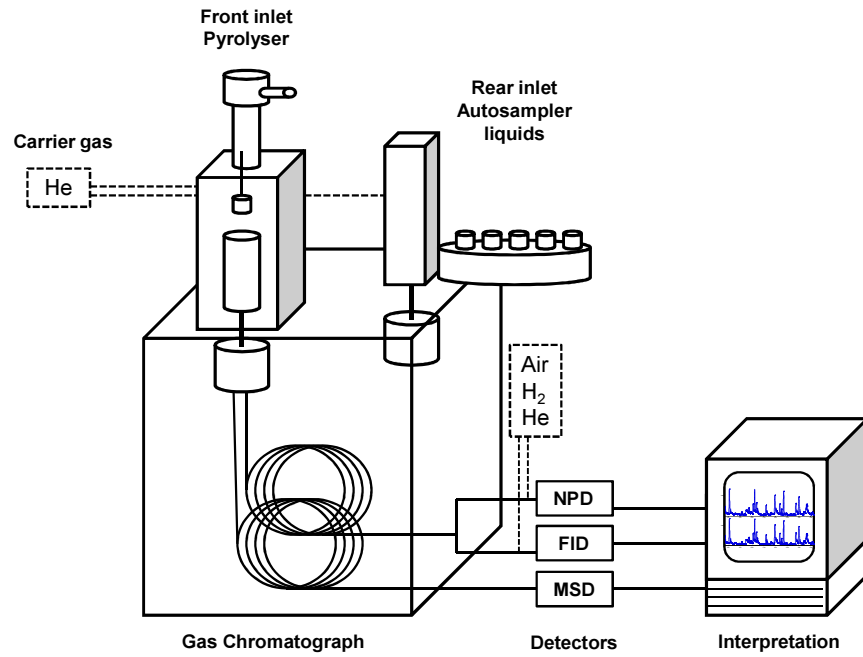 Front inlet
Pyrolyser
Rear inlet
Autosampler
liquids
Carrier gas
He
Air
H₂
He
NPD
FID
MSD
Gas Chromatograph
Detectors
Interpretation